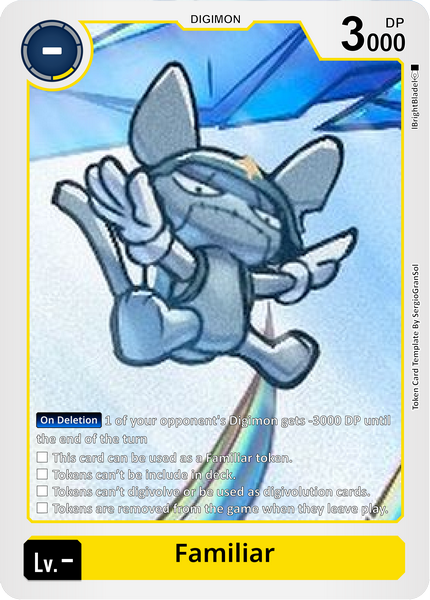 DIGIMON
-
DP
3000
On Deletion 1 of your opponent's Digimon gets -3000 DP until
the end of the turn
This card can be used as a Familiar token.
Tokens can't be include in deck.
Tokens can't digivolve or be used as digivolution cards.
Tokens are removed from the game when they leave play.
Token Card Template By SergioGranSol
Lv.-
Familiar